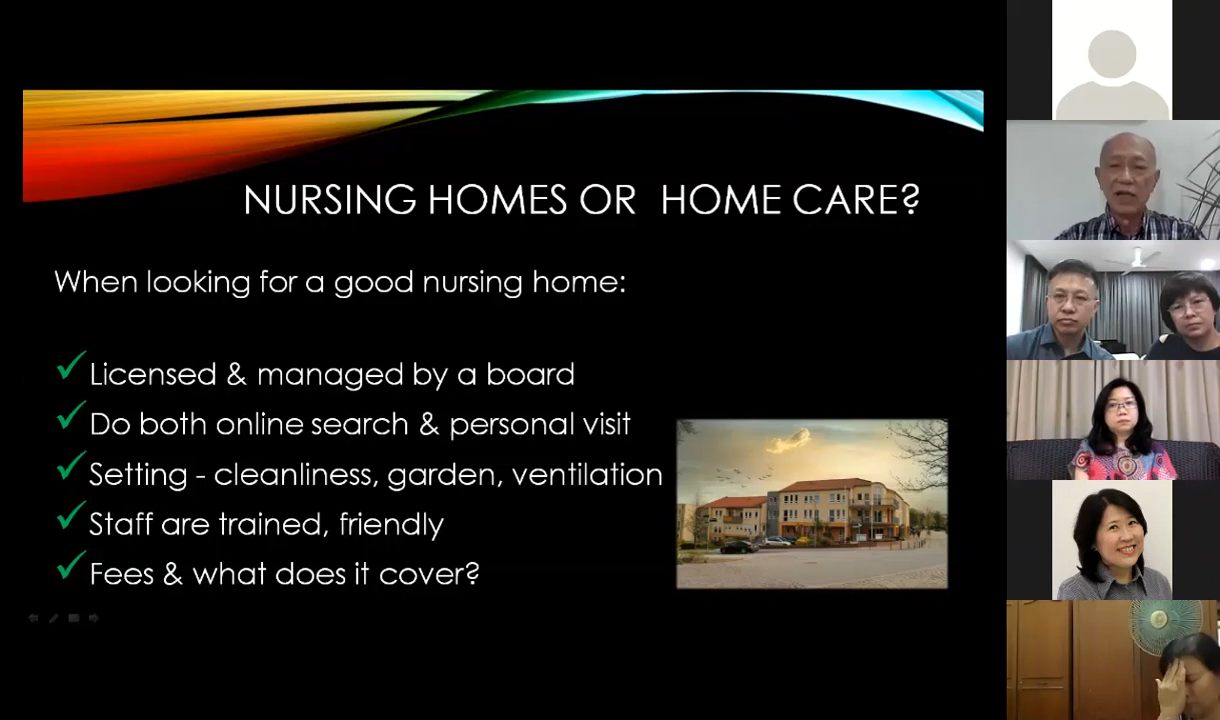 NURSING HOMES OR HOME CARE?
When looking for a good nursing home:
Licensed & managed by a board
Do both online search & personal visit
Setting - cleanliness, garden, ventilation
Staff are trained, friendly
Fees & what does it cover?